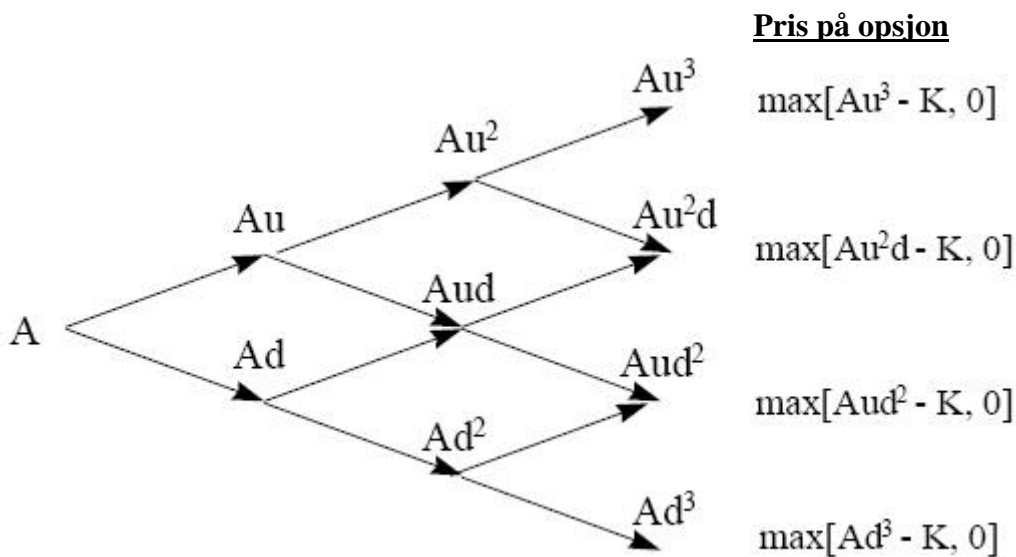 Pris på opsjon
Au³
max[Au³ - K, 0]
Au²
Au
Au²d
max[Au²d - K, 0]
Aud
A
Ad
Aud²
max[Aud² - K, 0]
Ad²
Ad³
max[Ad³ - K, 0]